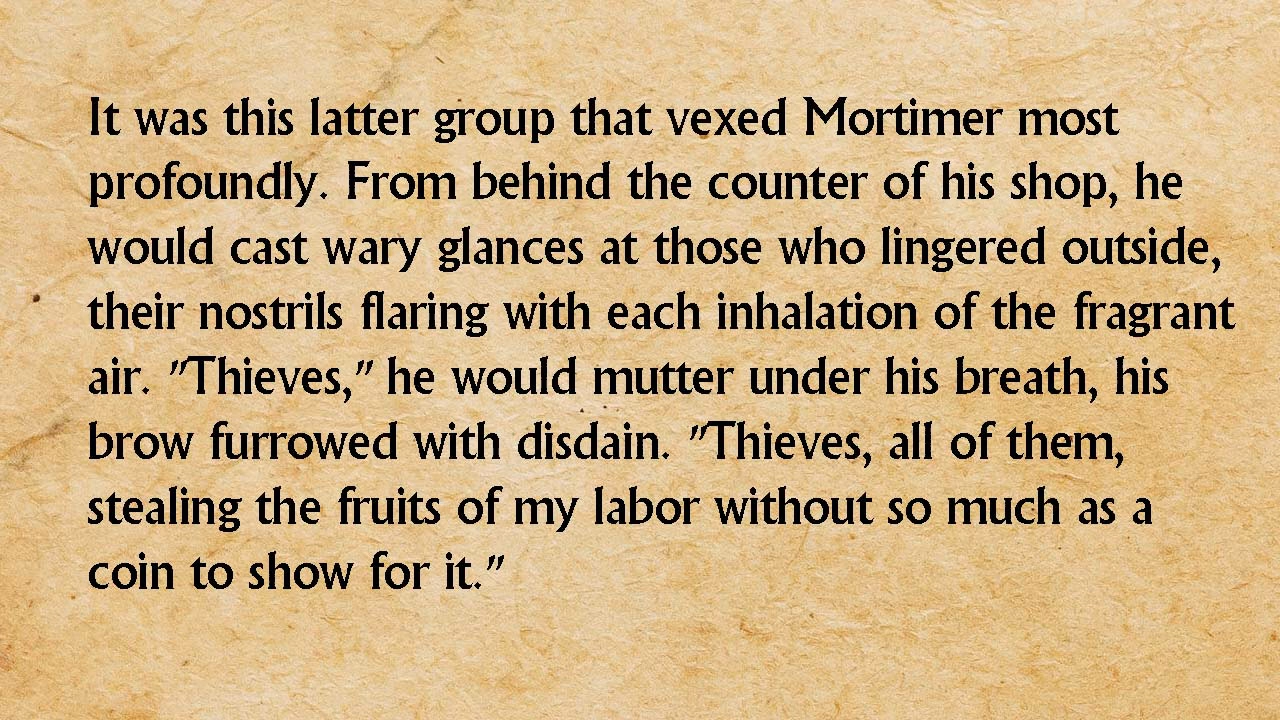 It was this latter group that vexed Mortimer most
profoundly. From behind the counter of his shop, he
would cast wary glances at those who lingered outside,
their nostrils flaring with each inhalation of the fragrant
air. "Thieves," he would mutter under his breath, his
brow furrowed with disdain. "Thieves, all of them,
stealing the fruits of my labor without so much as a
coin to show for it."